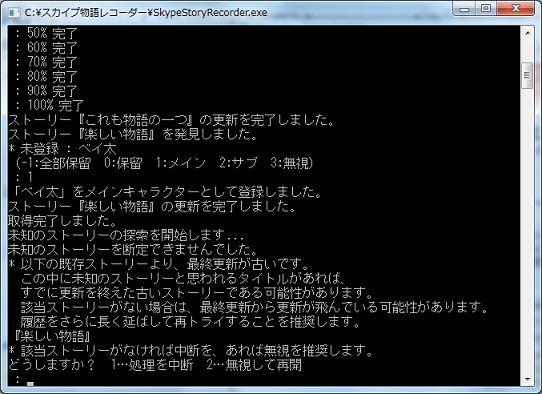 C:¥スカイプ物語レコーダー¥SkypeStoryRecorder.exe
: 50% 完了
: 60% 完了
: 70% 完了
: 80% 完了
: 90% 完了
: 100% 完了
ストーリー『これも物語の一つ』の更新を完了しました。
ストーリー『楽しい物語』を発見しました。
* 未登録 : ベイ太
(-1:全部保留 0:保留 1:メイン 2:サブ 3:無視)
: 1
「ベイ太」をメインキャラクターとして登録しました。
ストーリー『楽しい物語』の更新を完了しました。
取得完了しました。
未知のストーリーの探索を開始します...
未知のストーリーを断定できませんでした。
* 以下の既存ストーリーより、最終更新が古いです。
この中に未知のストーリーと思われるタイトルがあれば、
すでに更新を終えた古いストーリーである可能性があります。
該当ストーリーがない場合は、最終更新から更新が飛んでいる可能性があります。
履歴をさらに長く延ばして再トライすることを推奨します。
『楽しい物語』
* 該当ストーリーがなければ中断を、あれば無視を推奨します。
どうしますか? 1…処理を中断 2…無視して再開
: